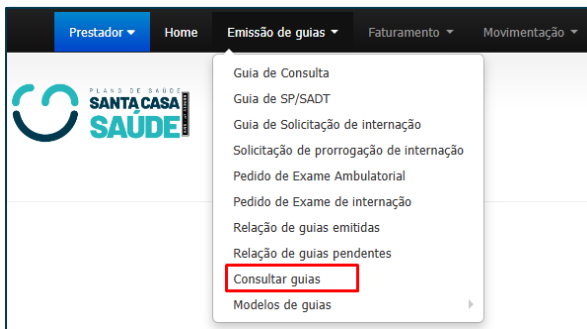 Prestador Home Emissão de guias Faturamento Movimentação
PLANO DE SAÚDE
SANTA CASA
SAÚDE
Guia de Consulta
Guia de SP/SADT
Guia de Solicitação de internação
Solicitação de prorrogação de internação
Pedido de Exame Ambulatorial
Pedido de Exame de internação
Relação de guias emitidas
Relação de guias pendentes
Consultar guias
Modelos de guias